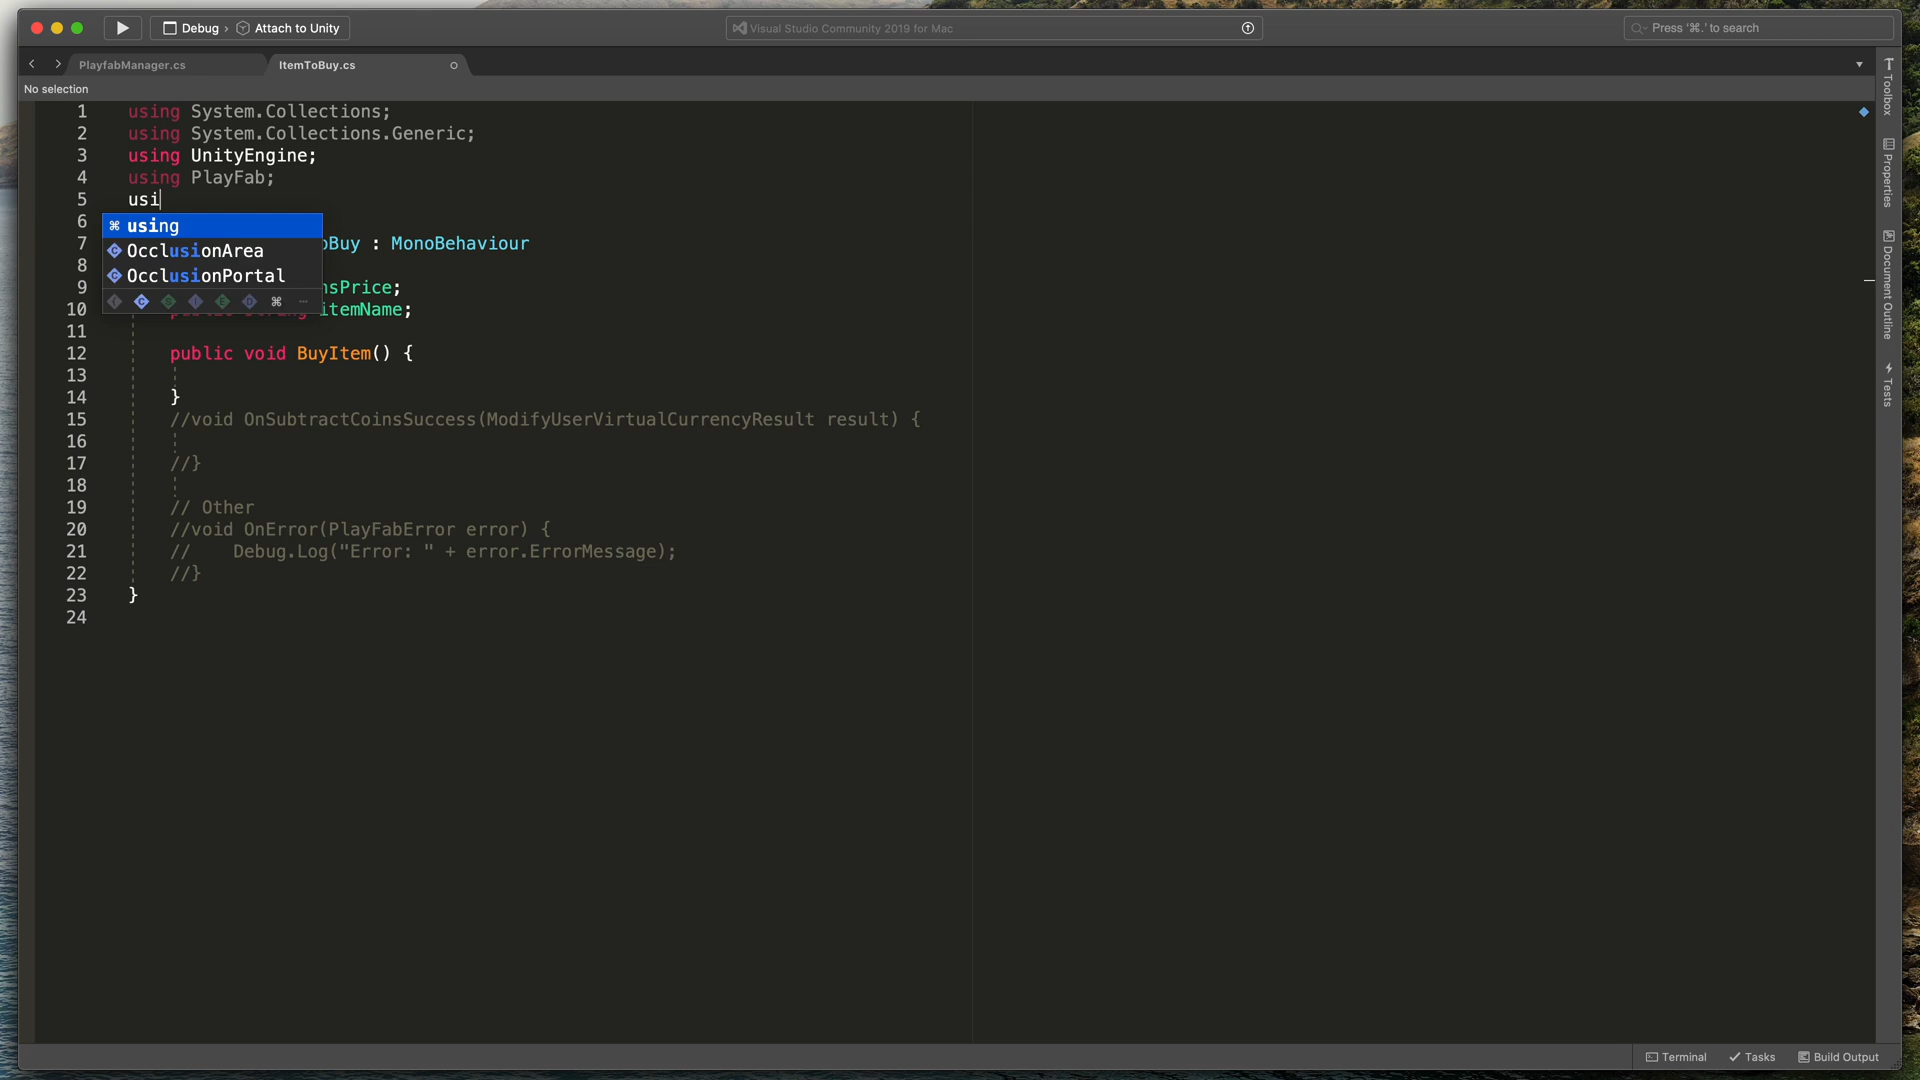 Debug › Attach to Unity
Visual Studio Community 2019 for Mac
Press '⌘.' to search
PlayfabManager.cs
ItemToBuy.cs
No selection
1 using System.Collections;
2 using System.Collections.Generic;
3 using UnityEngine;
4 using PlayFab;
5 usi
6
using
7 oBuy : MonoBehaviour
OcclusionArea
8
OcclusionPortal
9 nsPrice;
10 itemName;
11
12 public void BuyItem() {
13
14 }
15 //void OnSubtractCoinsSuccess(ModifyUserVirtualCurrencyResult result) {
16
17 //}
18
19 // Other
20 //void OnError(PlayFabError error) {
21 // Debug.Log("Error: " + error.ErrorMessage);
22 //}
23 }
24
Toolbox
Properties
Document Outline
Tests
Terminal
Tasks
Build Output